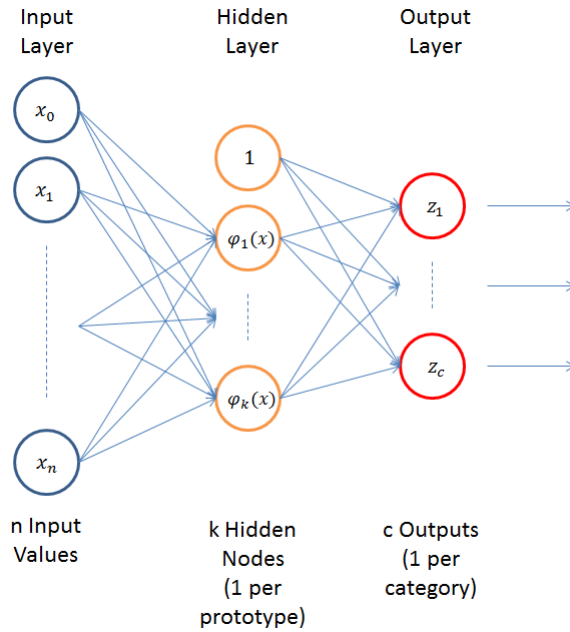 Input
Layer
Hidden
Layer
Output
Layer
x₀
x₁
xₙ
1
φ₁(x)
φₖ(x)
z₁
z_c
n Input
Values
k Hidden
Nodes
(1 per
prototype)
c Outputs
(1 per
category)